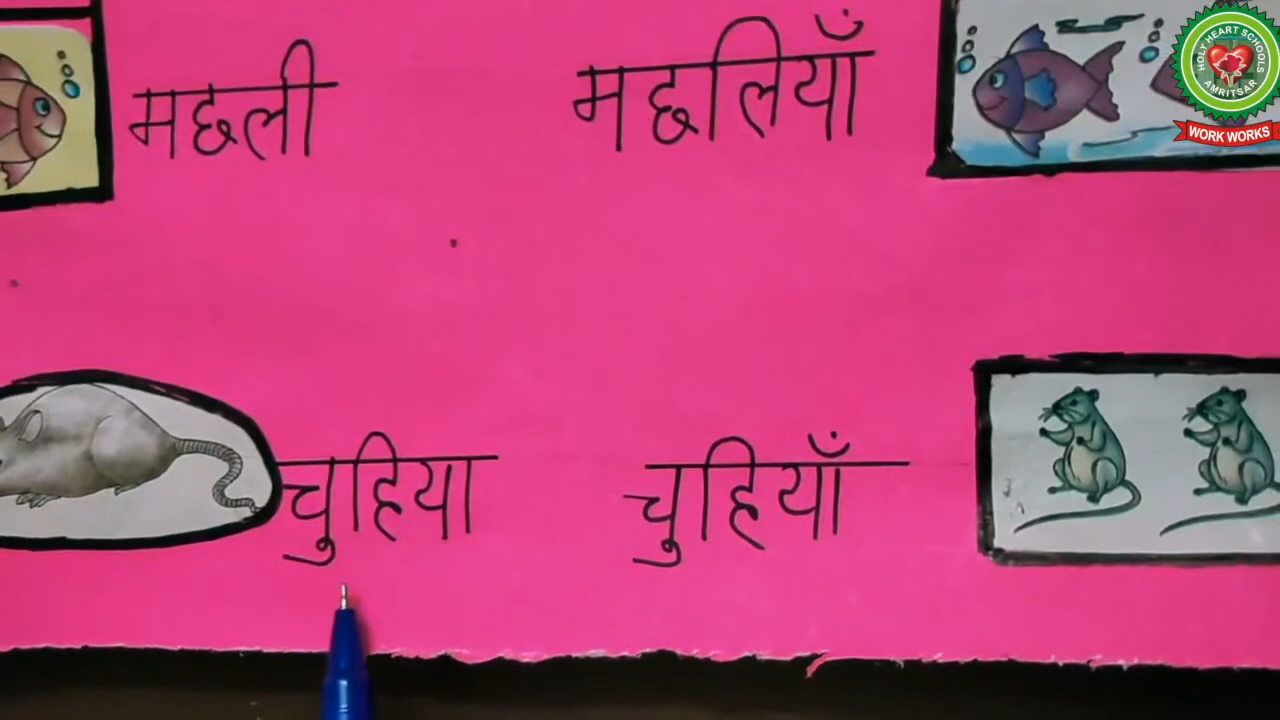 मछली मछलियाँ
चुहिया चुहियाँ
HOLY HEART SCHOOLS
AMRITSAR
WORK WORKS